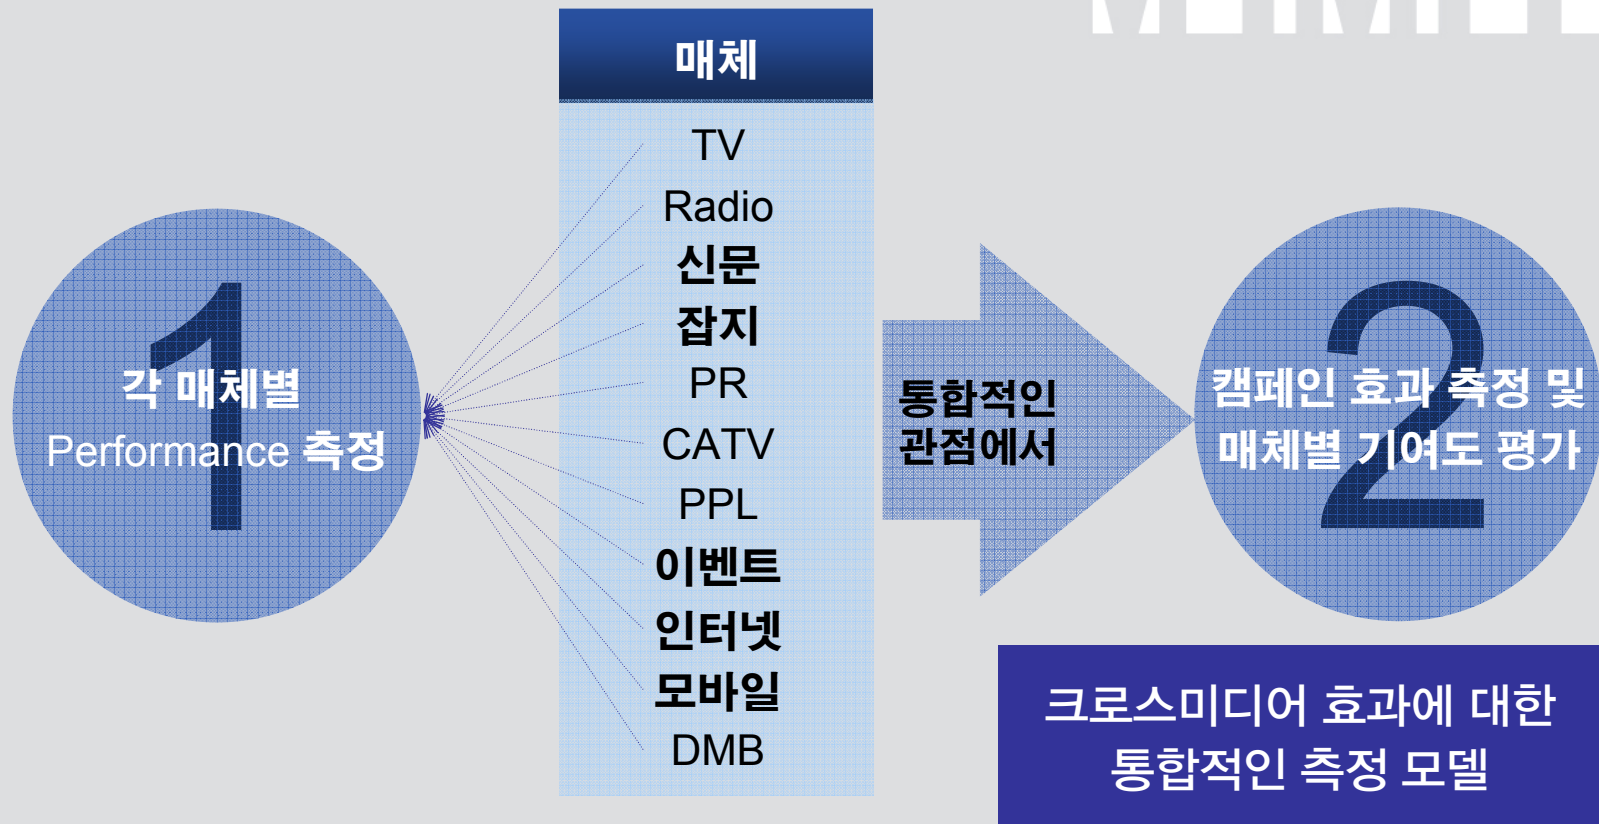 매체
TV
Radio
신문
잡지
PR
CATV
PPL
이벤트
인터넷
모바일
DMB
1
각 매체별
Performance 측정
통합적인
관점에서
2
캠페인 효과 측정 및
매체별 기여도 평가
크로스미디어 효과에 대한
통합적인 측정 모델